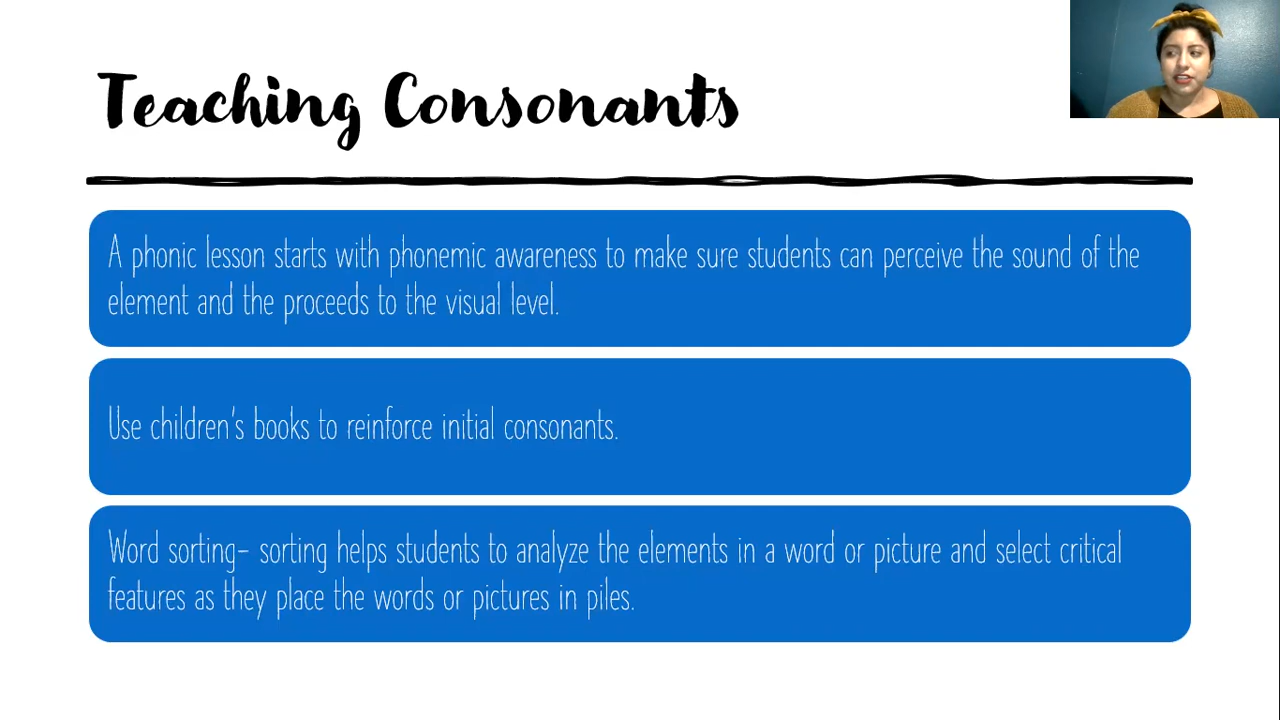 Teaching Consonants
A phonic lesson starts with phonemic awareness to make sure students can perceive the sound of the
element and the proceeds to the visual level.
Use children's books to reinforce initial consonants.
Word sorting- sorting helps students to analyze the elements in a word or picture and select critical
features as they place the words or pictures in piles.